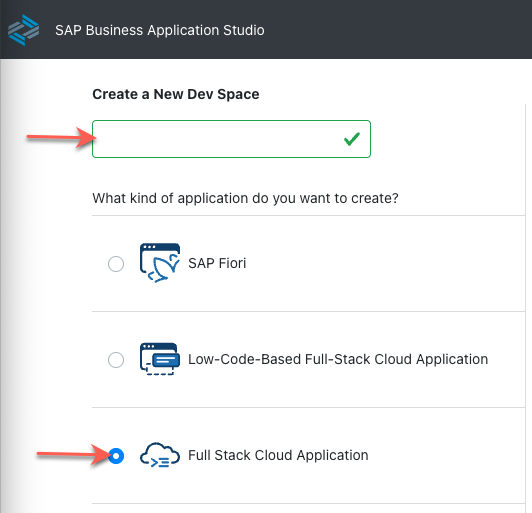 SAP Business Application Studio
Create a New Dev Space
What kind of application do you want to create?
SAP Fiori
Low-Code-Based Full-Stack Cloud Application
Full Stack Cloud Application